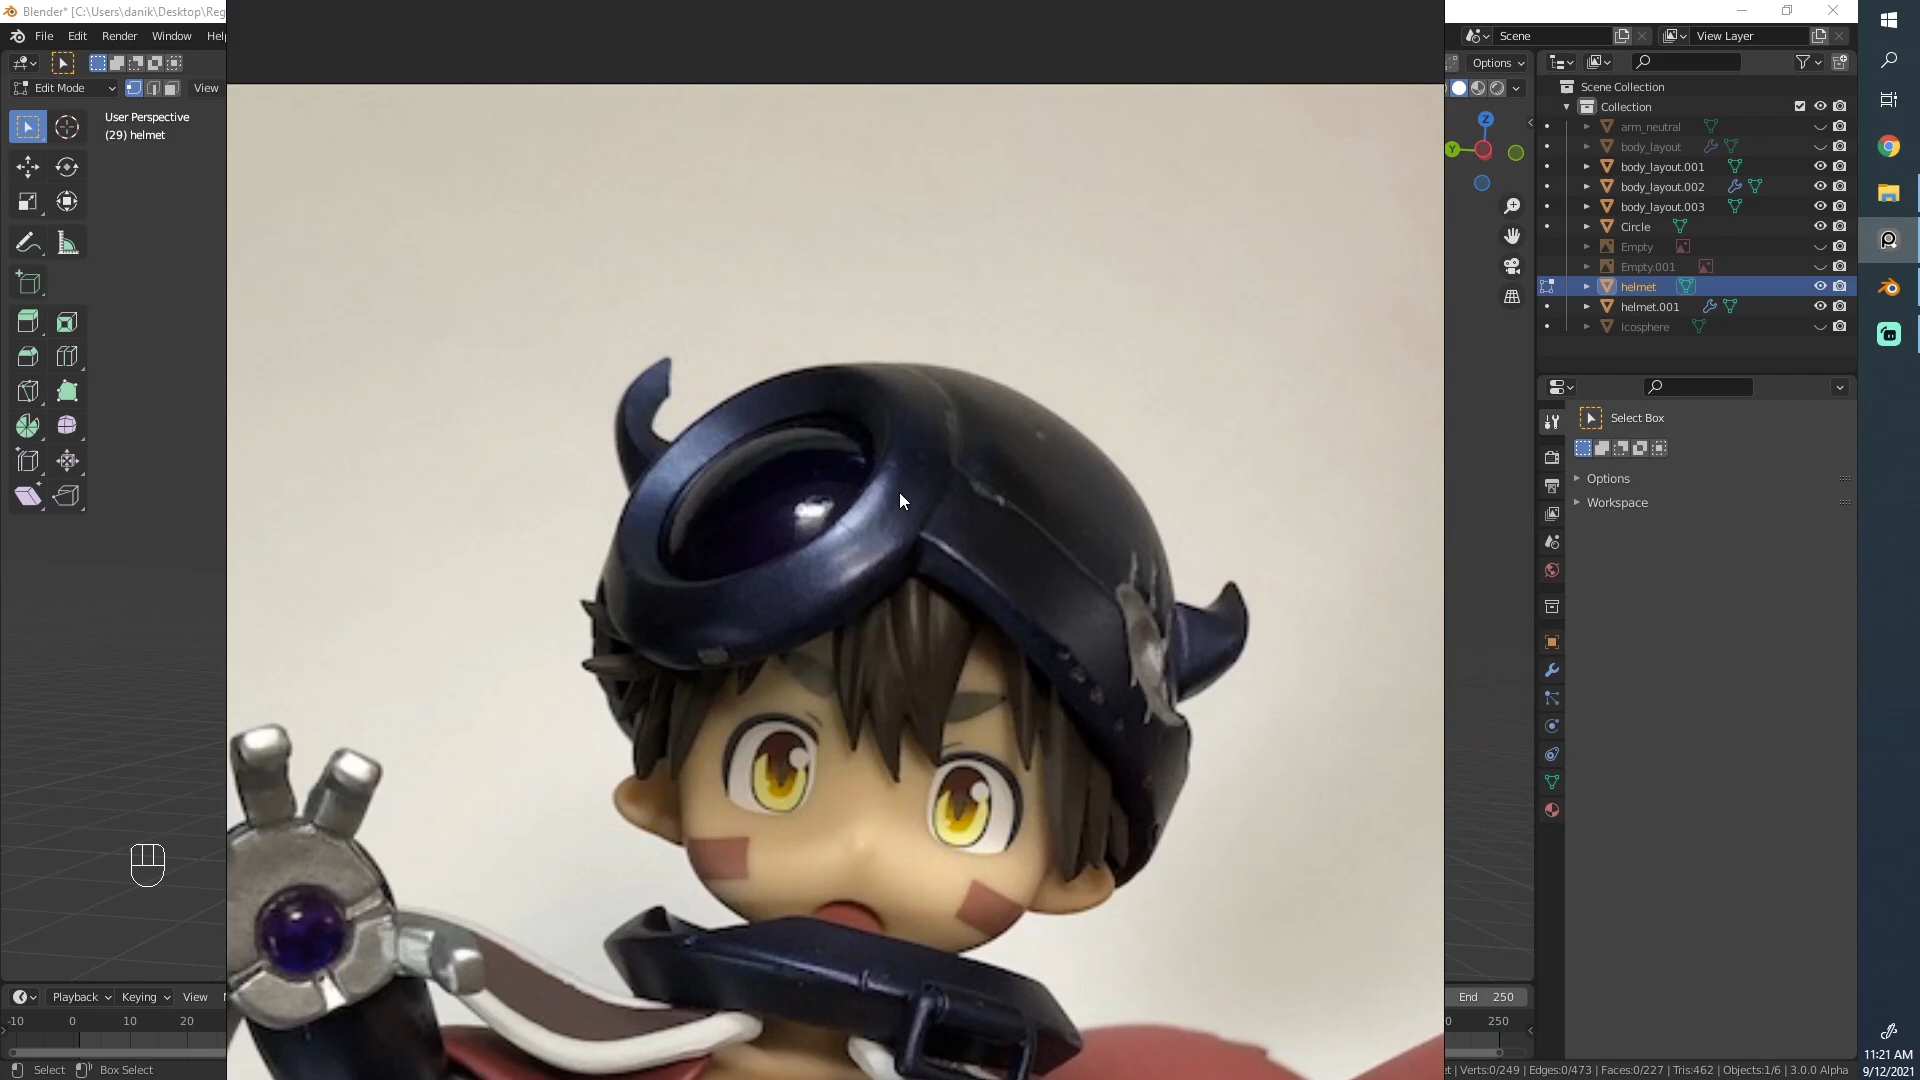 Blender* [C:\Users\danik\Desktop\Reg
File Edit Render Window Help
Scene
View Layer
Edit Mode
View
Options
User Perspective
(29) helmet
Z
Y
Scene Collection
Collection
arm_neutral
body_layout
body_layout.001
body_layout.002
body_layout.003
Circle
Empty
Empty.001
helmet
helmet.001
Icosphere
Select Box
Options
Workspace
Playback Keying View
End 250
-10 0 10 20
0 250
Select Box Select
et | Verts:0/249 | Edges:0/473 | Faces:0/227 | Tris:462 | Objects:1/6 | 3.0.0 Alpha
11:21 AM
9/12/2021